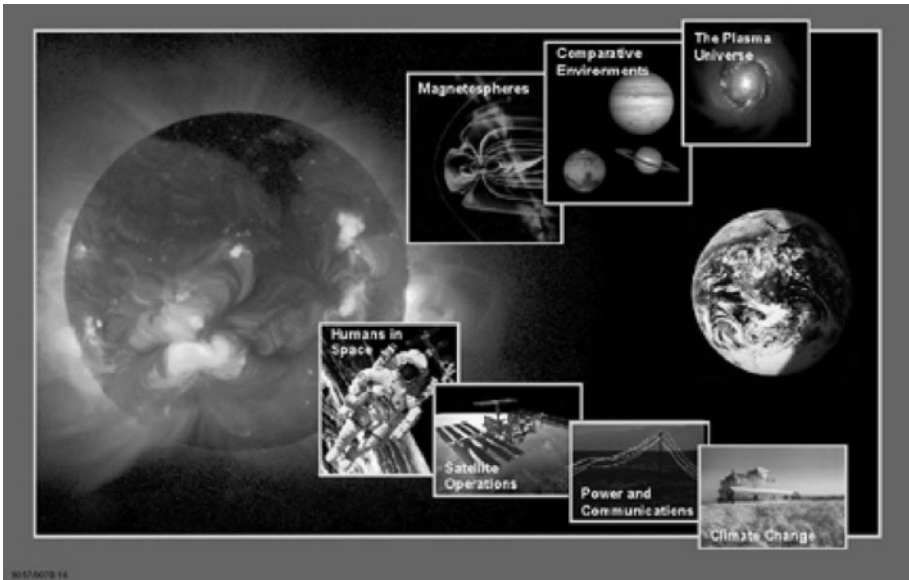 The Plasma
Universe
Comparative
Environments
Magnetospheres
Humans in
Space
Satellite
Operations
Power and
Communications
Climate Change